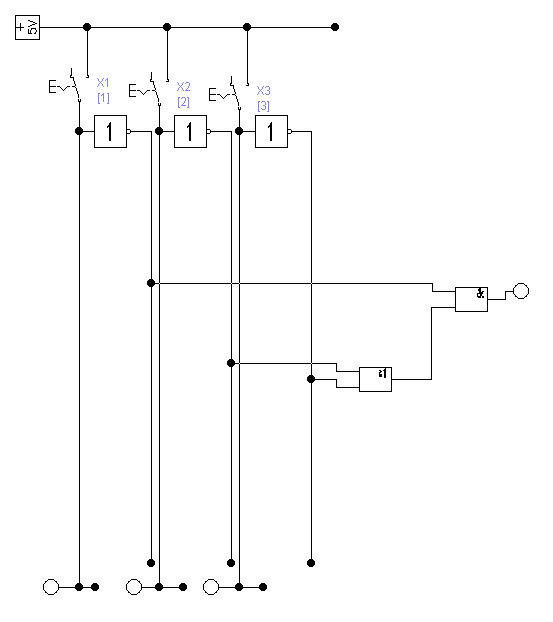 +
5V
E
X1
[1]
E
X2
[2]
E
X3
[3]
1
1
1
&
≥1